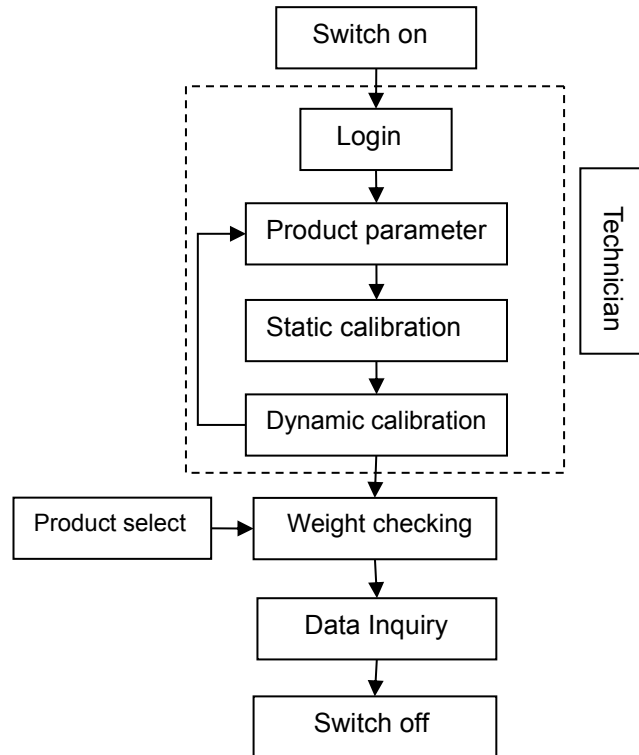 Switch on
Login
Product parameter
Technician
Static calibration
Dynamic calibration
Product select
Weight checking
Data Inquiry
Switch off